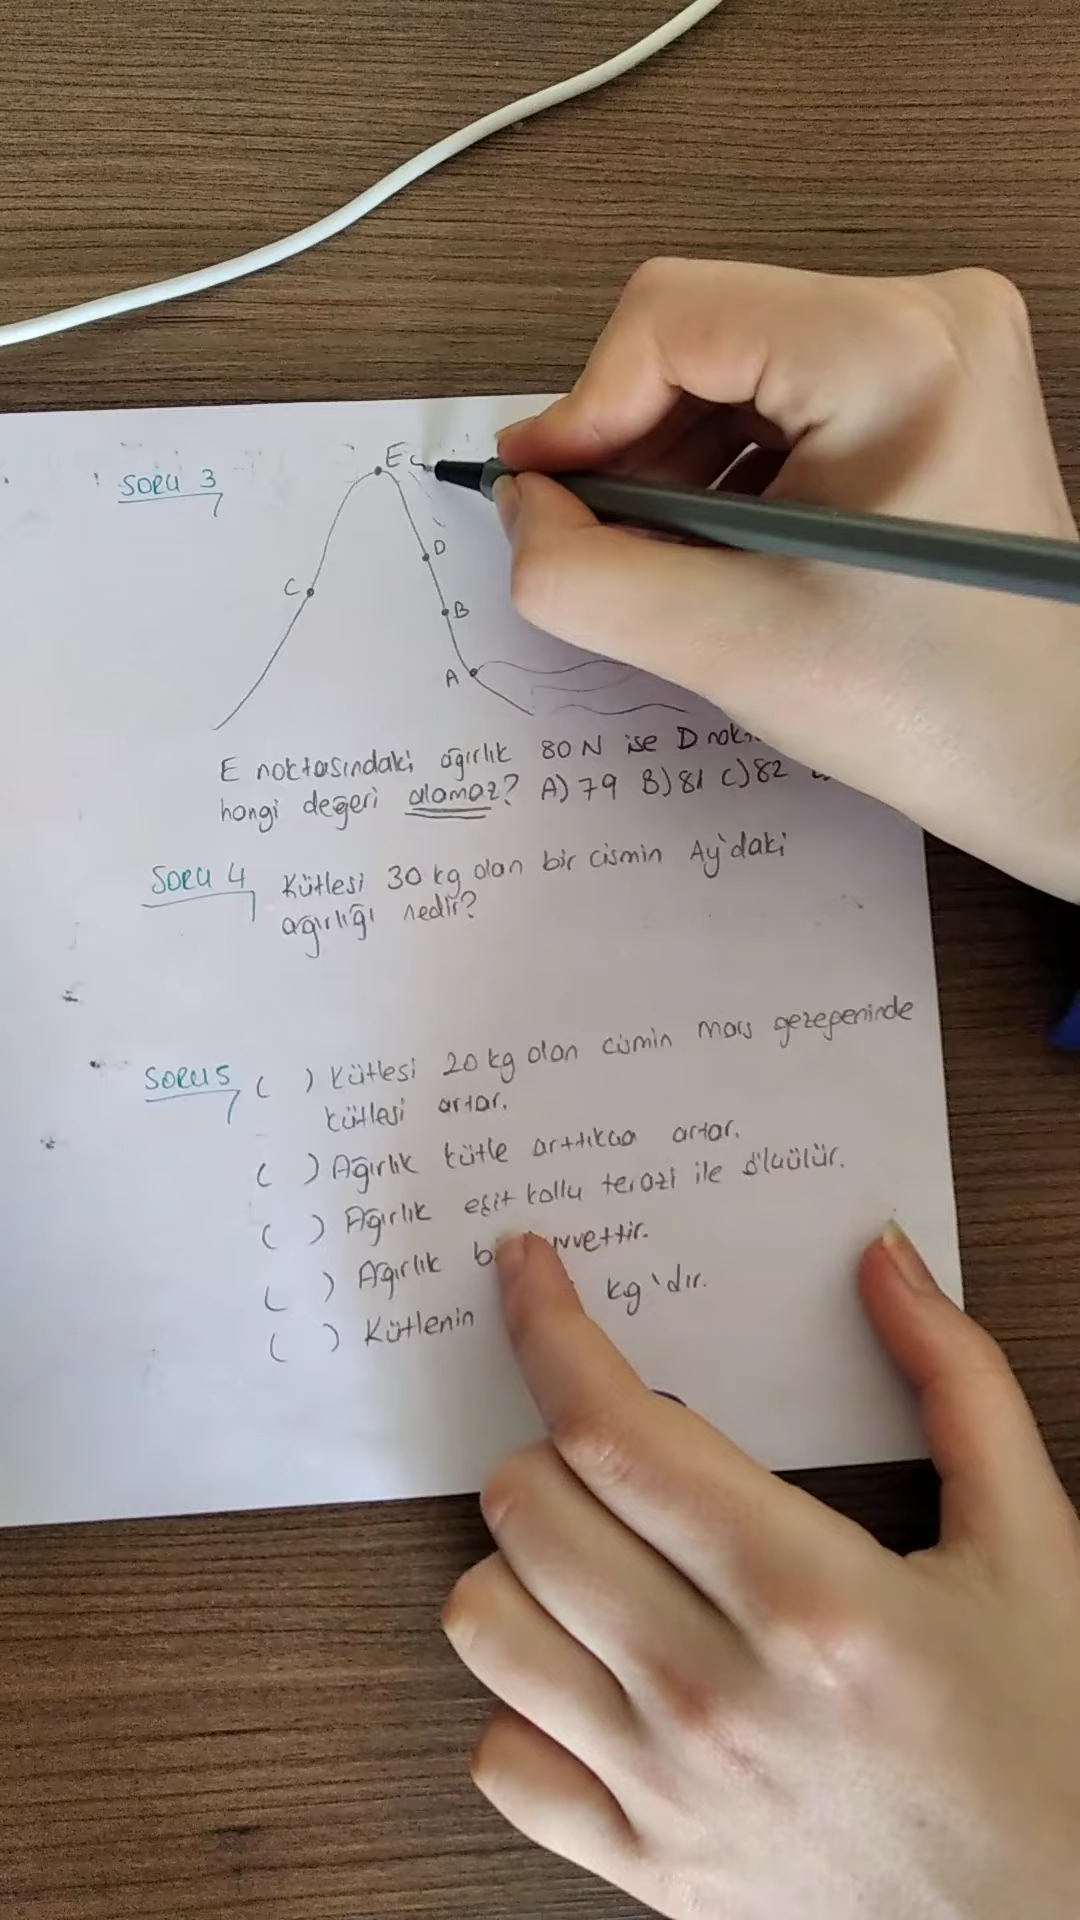 SORU 3
E
C
D
B
A
E noktasındaki ağırlık 80 N ise D
hangi değeri alamaz? A) 79 B) 81 C) 82
SORU 4 Kütlesi 30 kg olan bir cismin Ay'daki
ağırlığı nedir?
SORU 5 ( ) Kütlesi 20 kg olan cismin mars gezegeninde
kütlesi artar.
( ) Ağırlık kütle arttıkça artar.
( ) Ağırlık eşit kollu terazi ile ölçülür.
( ) Ağırlık
( ) Kütlenin kg'dır.